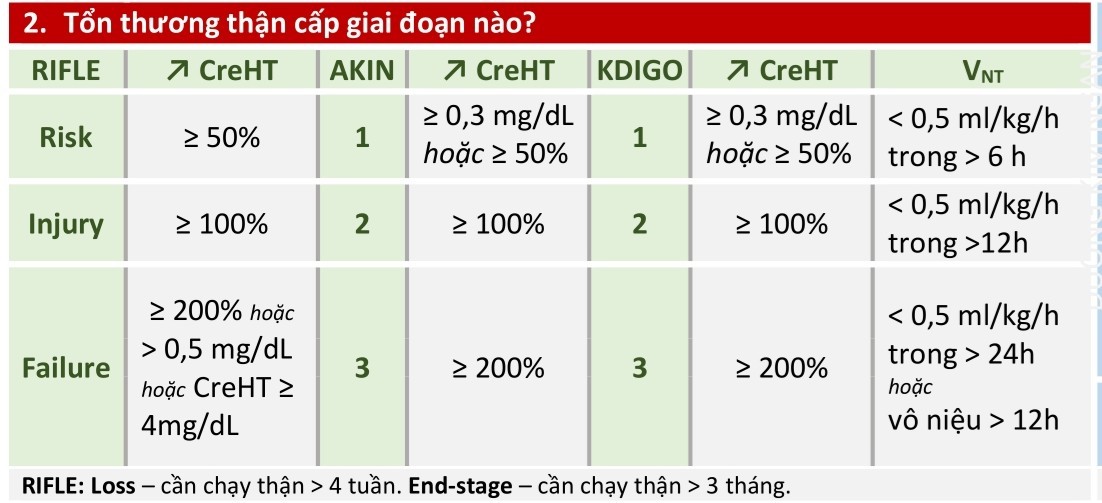 2. Tổn thương thận cấp giai đoạn nào?
RIFLE ↗ CreHT AKIN ↗ CreHT KDIGO ↗ CreHT VNT
Risk ≥ 50% 1 ≥ 0,3 mg/dL hoặc ≥ 50% 1 ≥ 0,3 mg/dL hoặc ≥ 50% < 0,5 ml/kg/h trong > 6 h
Injury ≥ 100% 2 ≥ 100% 2 ≥ 100% < 0,5 ml/kg/h trong >12h
Failure ≥ 200% hoặc > 0,5 mg/dL hoặc CreHT ≥ 4mg/dL 3 ≥ 200% 3 ≥ 200% < 0,5 ml/kg/h trong > 24h hoặc vô niệu > 12h
RIFLE: Loss – cần chạy thận > 4 tuần. End-stage – cần chạy thận > 3 tháng.